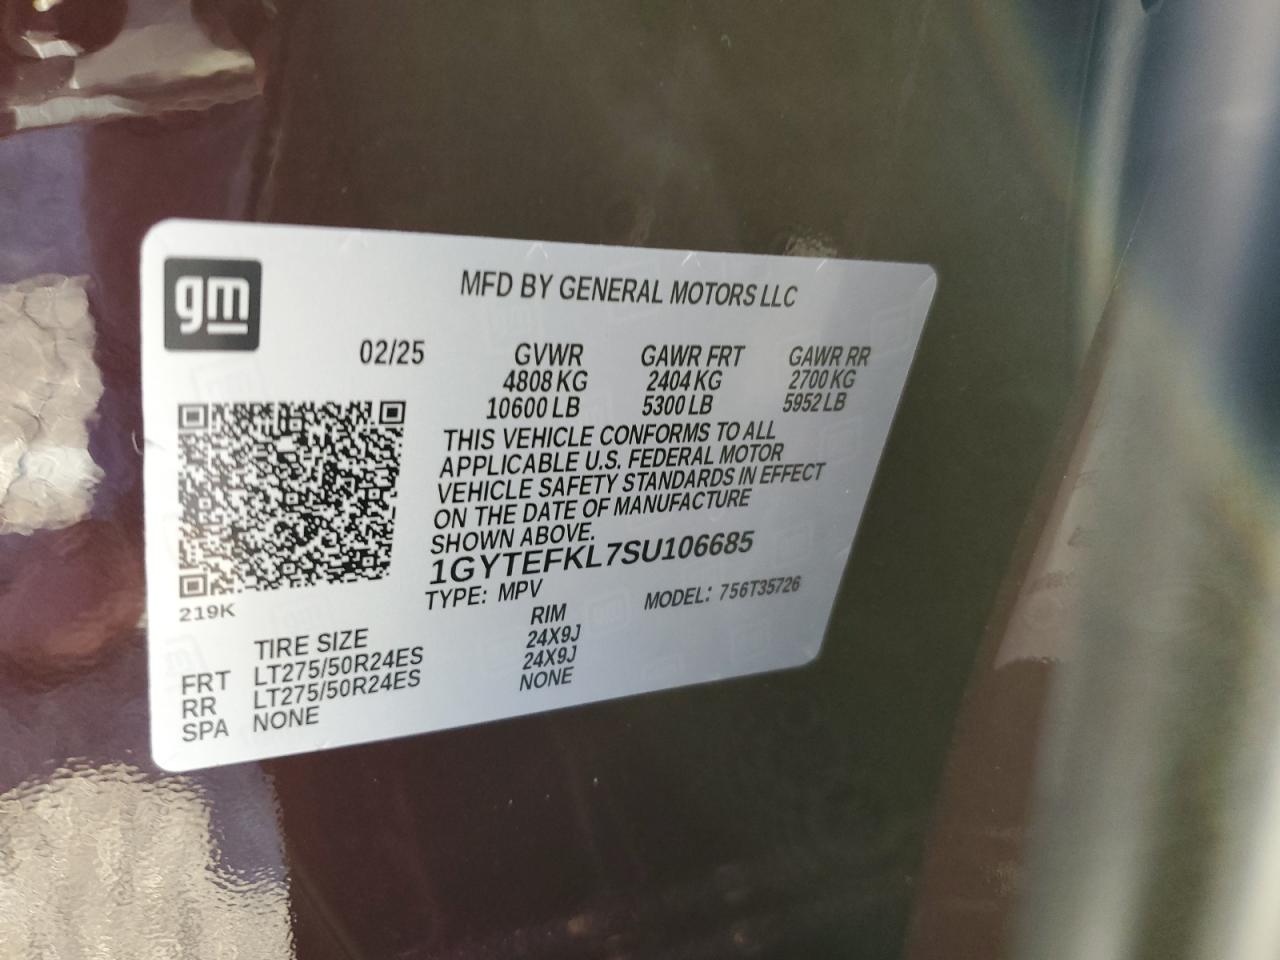 gm
MFD BY GENERAL MOTORS LLC
02/25 GVWR GAWR FRT GAWR RR
4808 KG 2404 KG 2700 KG
10600 LB 5300 LB 5952 LB
THIS VEHICLE CONFORMS TO ALL
APPLICABLE U.S. FEDERAL MOTOR
VEHICLE SAFETY STANDARDS IN EFFECT
ON THE DATE OF MANUFACTURE
SHOWN ABOVE.
1GYTEFKL7SU106685
219K
TYPE: MPV MODEL: 756T35726
TIRE SIZE RIM
FRT LT275/50R24ES 24X9J
RR LT275/50R24ES 24X9J
SPA NONE NONE